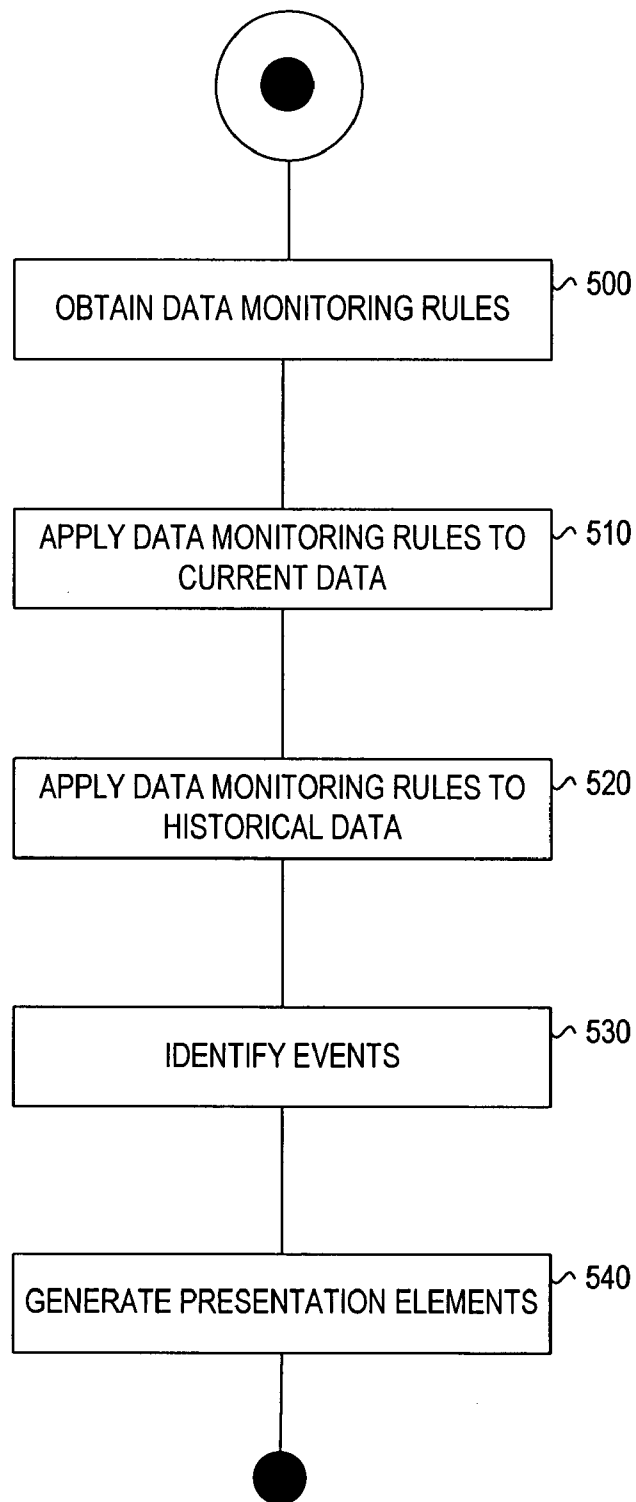 OBTAIN DATA MONITORING RULES
500
APPLY DATA MONITORING RULES TO
CURRENT DATA
510
APPLY DATA MONITORING RULES TO
HISTORICAL DATA
520
IDENTIFY EVENTS
530
GENERATE PRESENTATION ELEMENTS
540